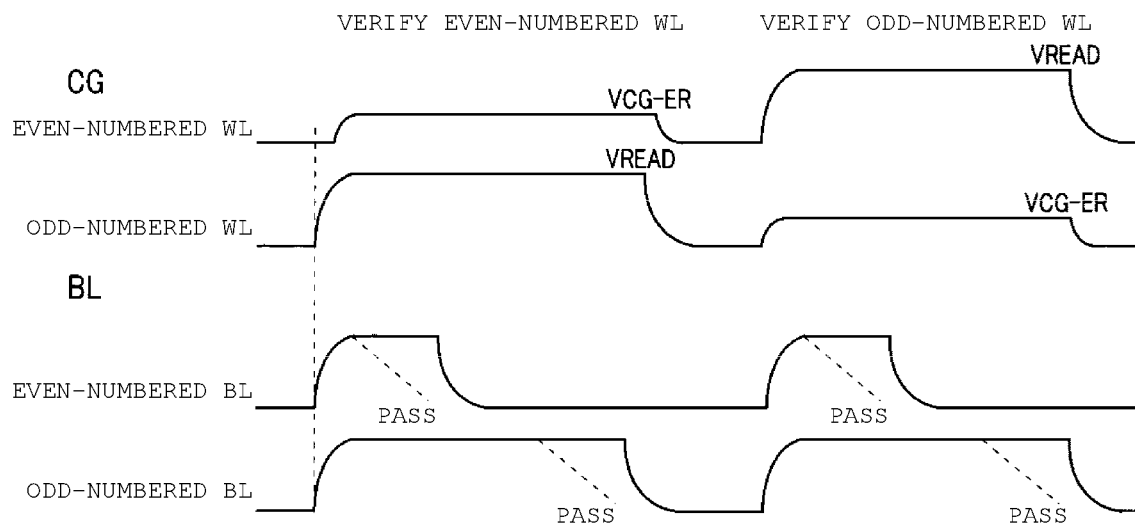 VERIFY EVEN-NUMBERED WL VERIFY ODD-NUMBERED WL
VREAD
CG
VCG-ER
EVEN-NUMBERED WL
VREAD
VCG-ER
ODD-NUMBERED WL
BL
EVEN-NUMBERED BL
PASS PASS
ODD-NUMBERED BL
PASS PASS